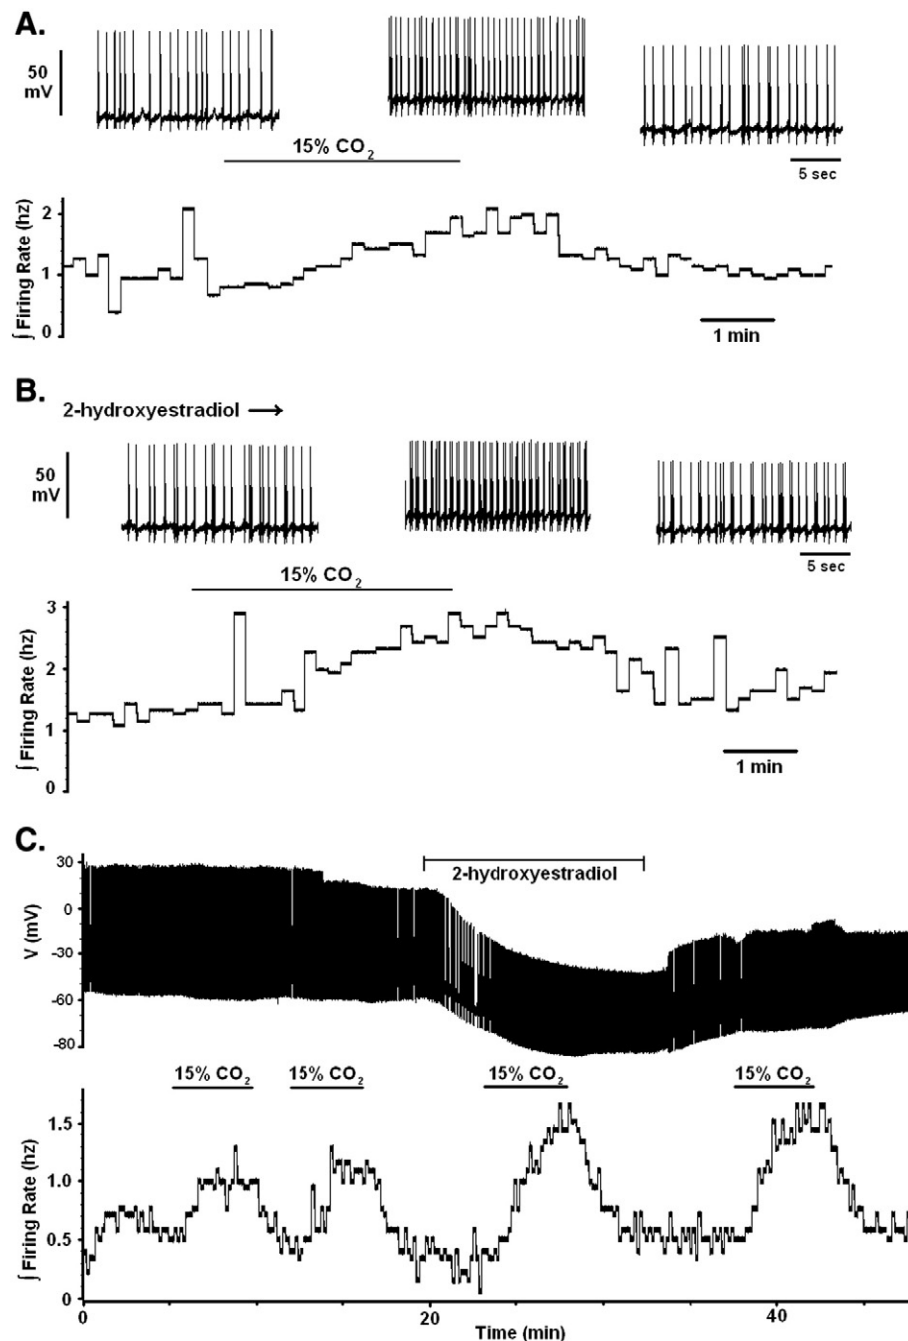 A.
50
mV
15% CO2
5 sec
2
1
0
∫ Firing Rate (hz)
1 min
B.
2-hydroxyestradiol →
50
mV
5 sec
15% CO2
3
2
1
0
∫ Firing Rate (hz)
1 min
C.
30
0
-30
-60
-80
V (mV)
2-hydroxyestradiol
15% CO2 15% CO2 15% CO2 15% CO2
1.5
1.0
0.5
0
∫ Firing Rate (hz)
0 20 40
Time (min)